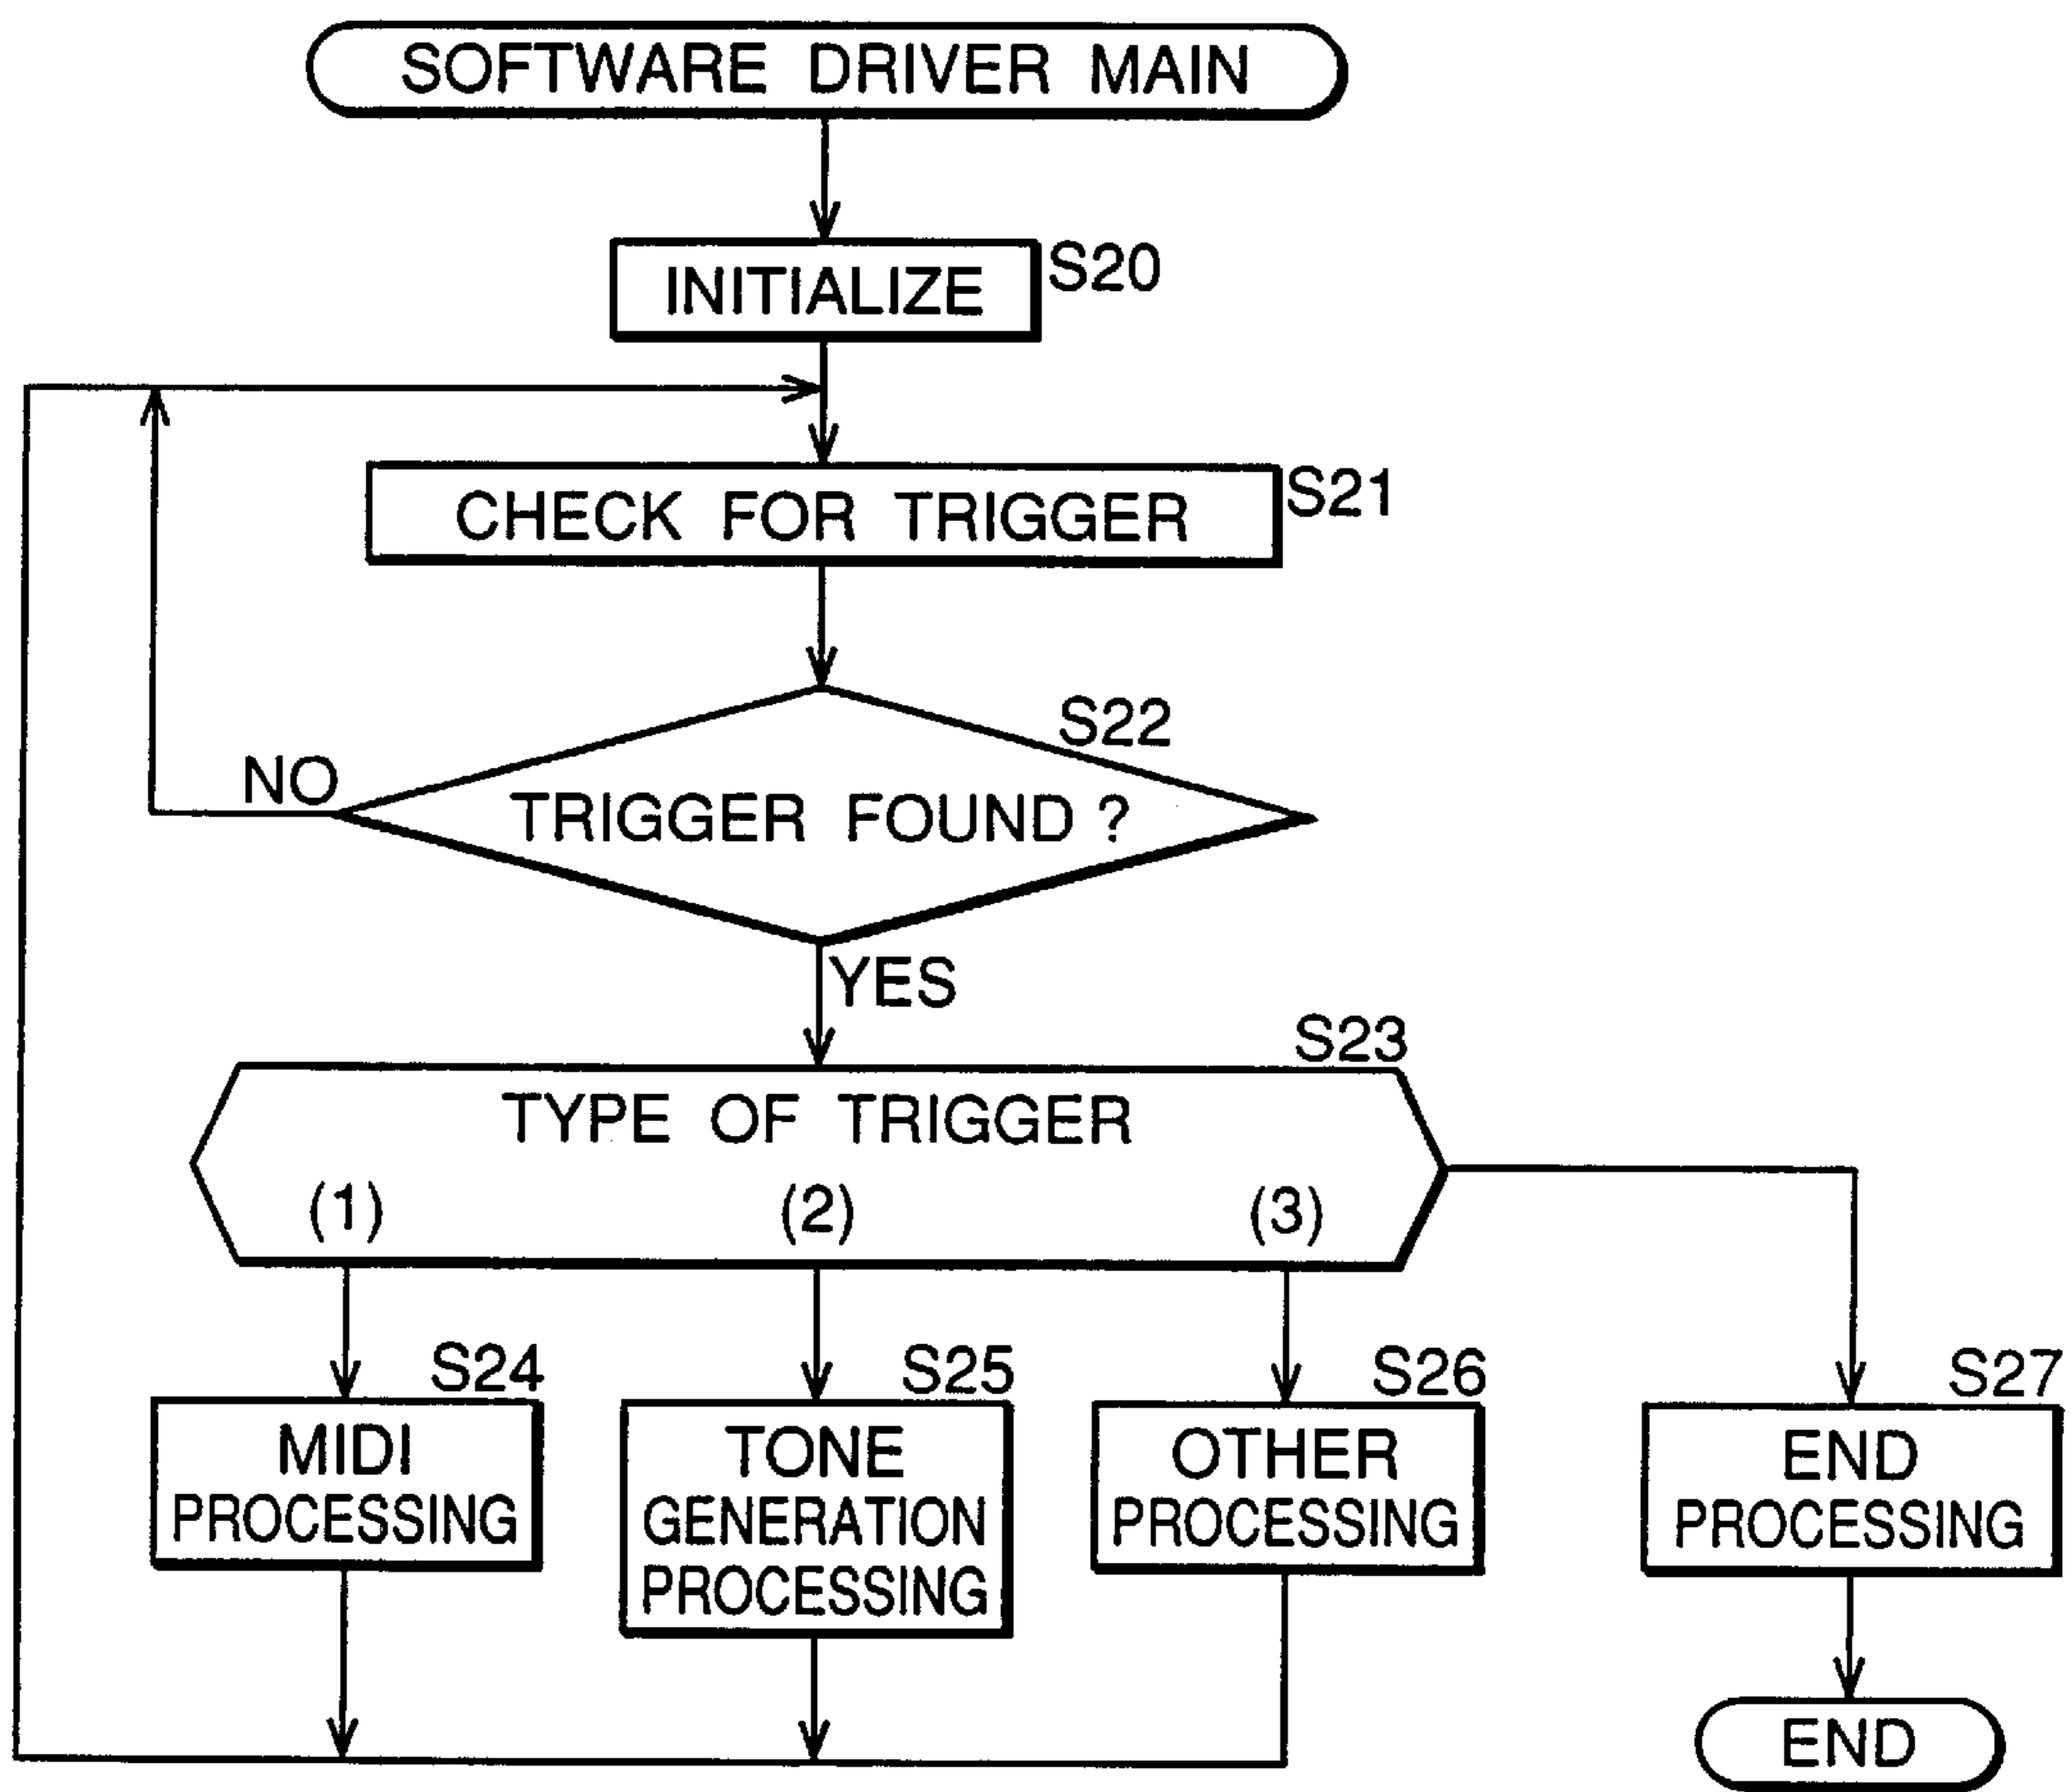 SOFTWARE DRIVER MAIN
INITIALIZE
S20
CHECK FOR TRIGGER
S21
S22
NO
TRIGGER FOUND ?
YES
S23
TYPE OF TRIGGER
(1)
(2)
(3)
S24
MIDI
PROCESSING
S25
TONE
GENERATION
PROCESSING
S26
OTHER
PROCESSING
S27
END
PROCESSING
END